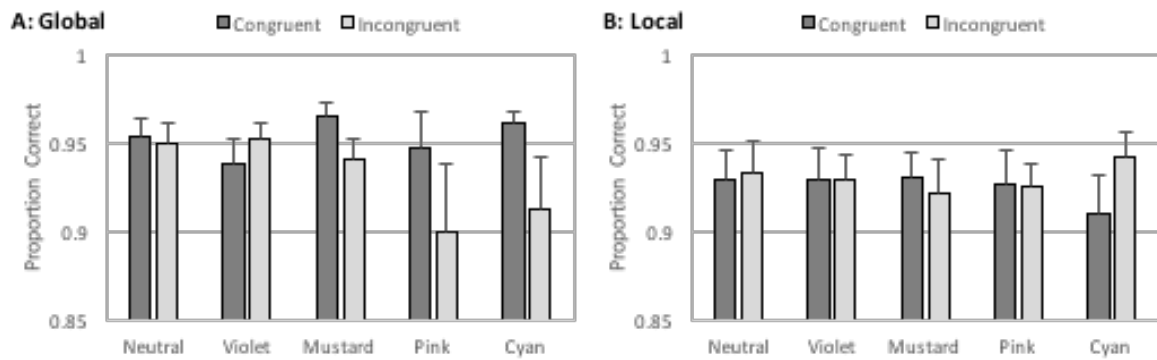 A: Global
Congruent Incongruent
Proportion Correct
1
0.95
0.9
0.85
Neutral Violet Mustard Pink Cyan
B: Local
Congruent Incongruent
Proportion Correct
1
0.95
0.9
0.85
Neutral Violet Mustard Pink Cyan